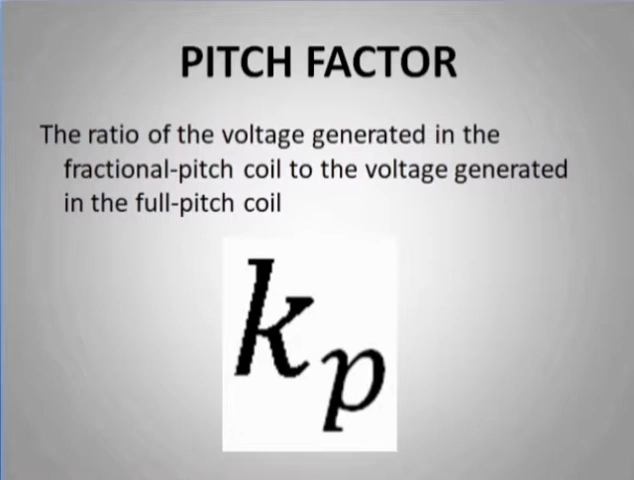 PITCH FACTOR
The ratio of the voltage generated in the
fractional-pitch coil to the voltage generated
in the full-pitch coil
kp